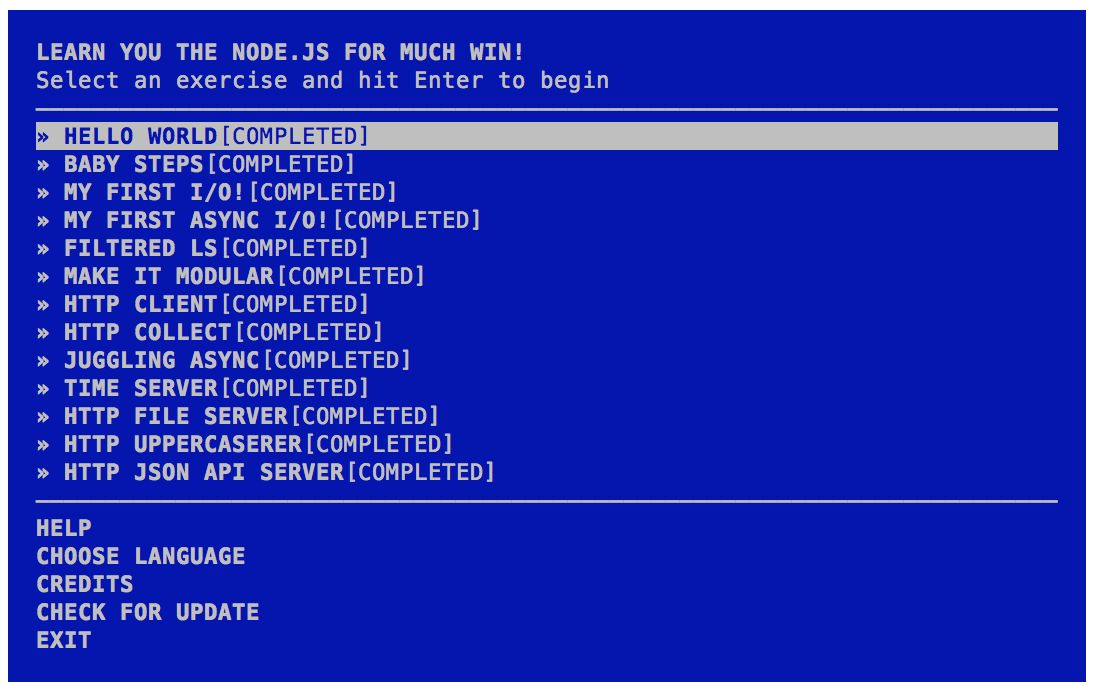 LEARN YOU THE NODE.JS FOR MUCH WIN!
Select an exercise and hit Enter to begin
» HELLO WORLD[COMPLETED]
» BABY STEPS[COMPLETED]
» MY FIRST I/O![COMPLETED]
» MY FIRST ASYNC I/O![COMPLETED]
» FILTERED LS[COMPLETED]
» MAKE IT MODULAR[COMPLETED]
» HTTP CLIENT[COMPLETED]
» HTTP COLLECT[COMPLETED]
» JUGGLING ASYNC[COMPLETED]
» TIME SERVER[COMPLETED]
» HTTP FILE SERVER[COMPLETED]
» HTTP UPPERCASERER[COMPLETED]
» HTTP JSON API SERVER[COMPLETED]
HELP
CHOOSE LANGUAGE
CREDITS
CHECK FOR UPDATE
EXIT